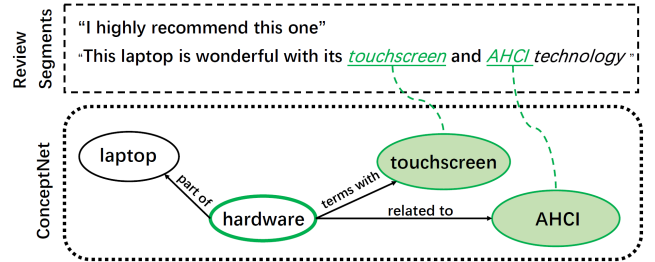 Review
Segments
“I highly recommend this one”
“This laptop is wonderful with its touchscreen and AHCI technology ”
ConceptNet
laptop
touchscreen
part of
terms with
hardware
related to
AHCI